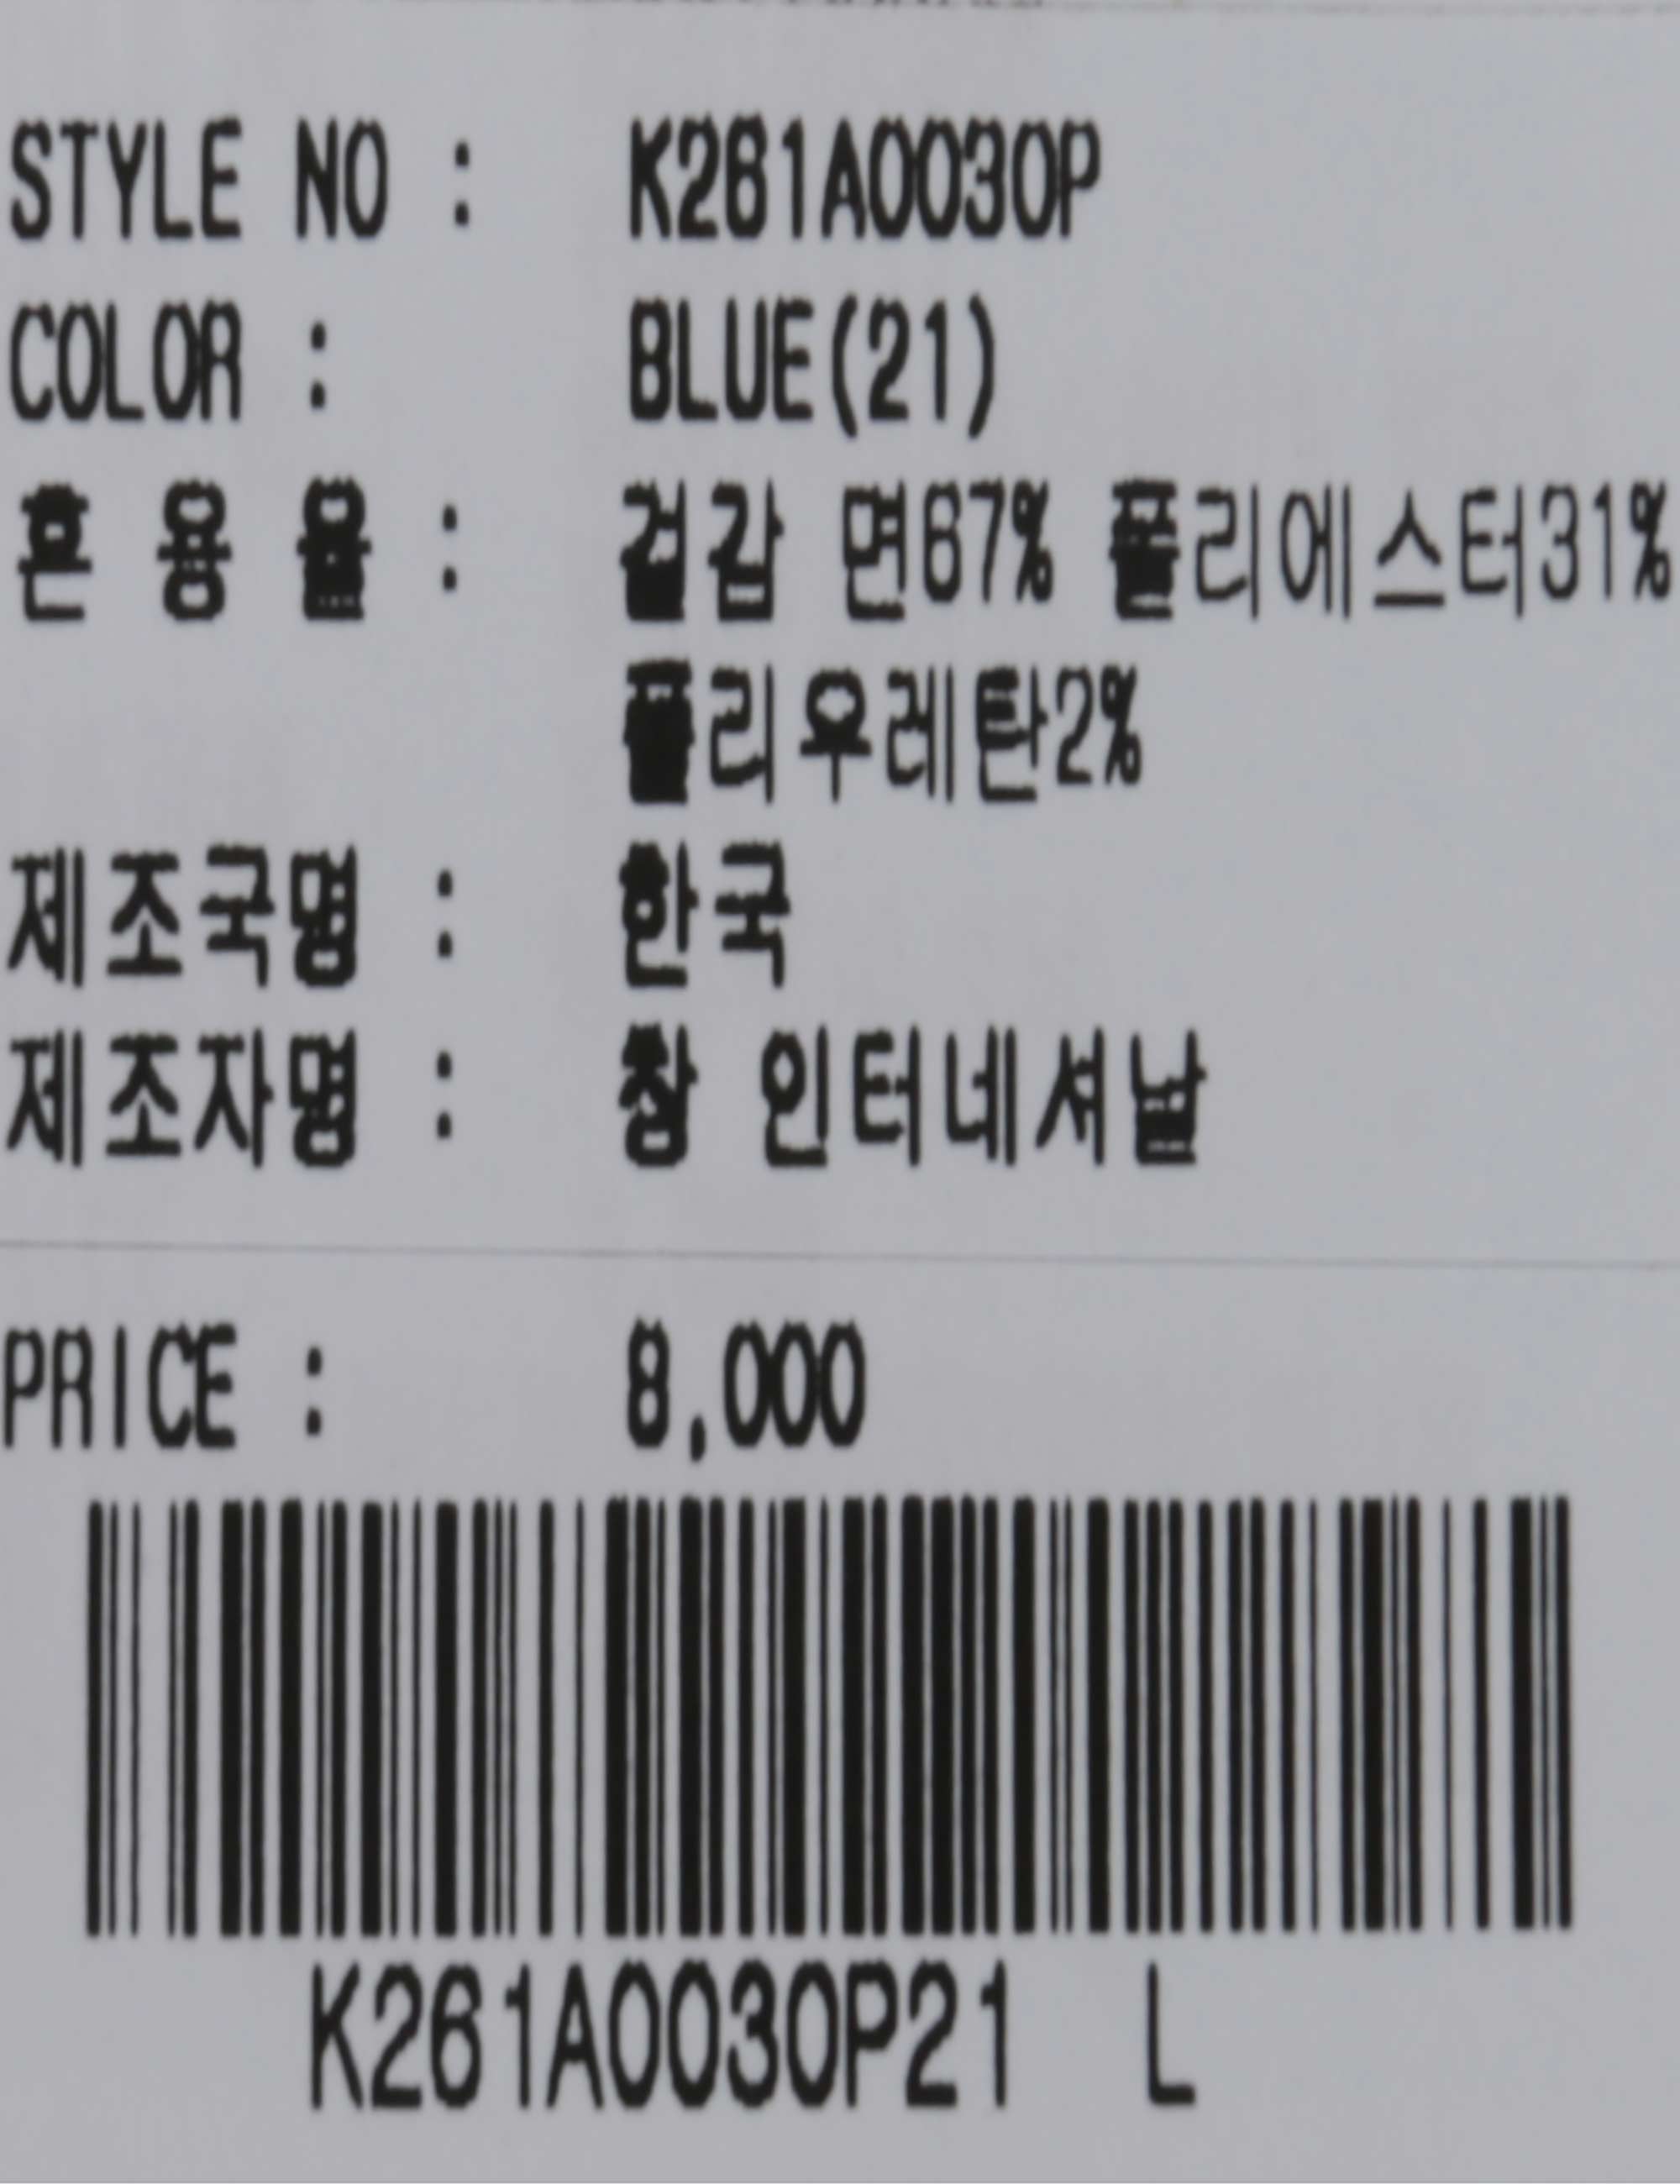 STYLE NO : K261A0030P
COLOR : BLUE(21)
혼 용 율 : 겉감 면67% 폴리에스터31%
폴리우레탄2%
제조국명 : 한국
제조자명 : 창 인터네셔날
PRICE : 8,000
K261A0030P21 L